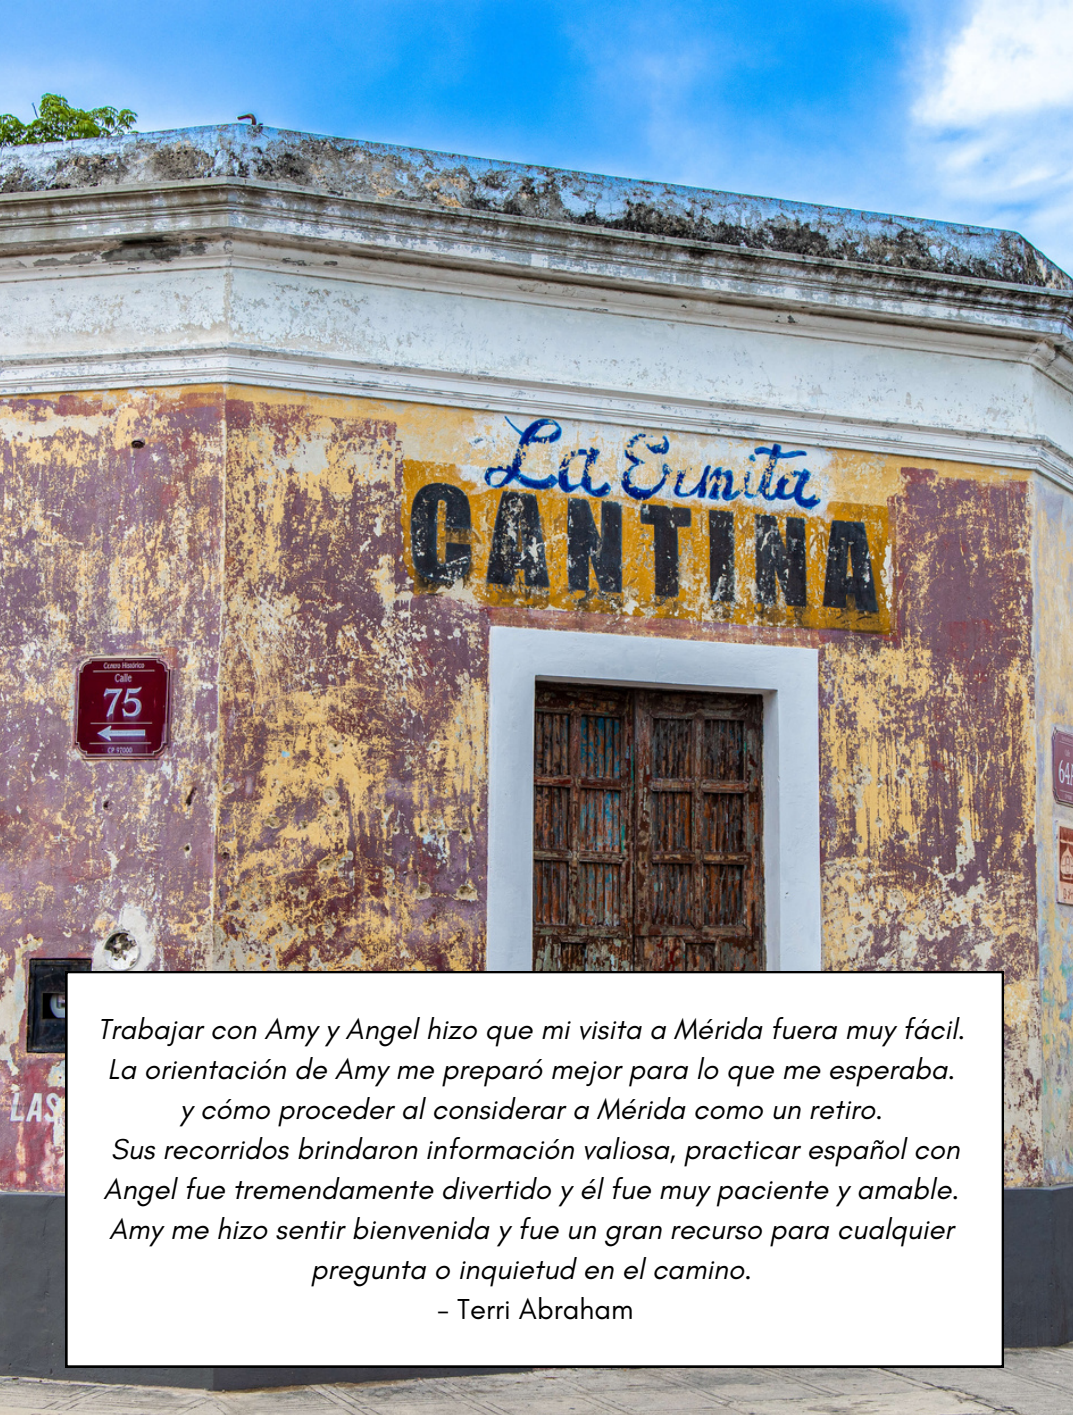 La Ermita
CANTINA
Centro Histórico
Calle
75
CP 97000
64
LAS
Trabajar con Amy y Angel hizo que mi visita a Mérida fuera muy fácil.
La orientación de Amy me preparó mejor para lo que me esperaba.
y cómo proceder al considerar a Mérida como un retiro.
Sus recorridos brindaron información valiosa, practicar español con
Angel fue tremendamente divertido y él fue muy paciente y amable.
Amy me hizo sentir bienvenida y fue un gran recurso para cualquier
pregunta o inquietud en el camino.
– Terri Abraham